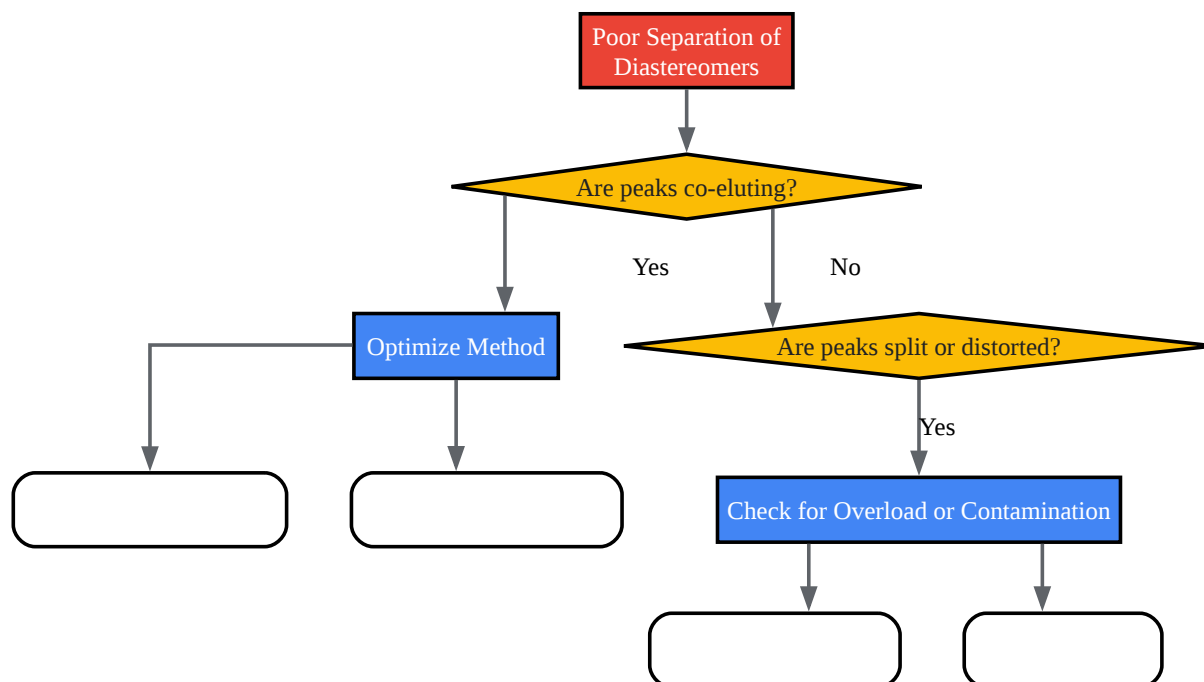 Poor Separation of
Diastereomers
Are peaks co-eluting?
Yes
No
Optimize Method
Are peaks split or distorted?
Yes
Check for Overload or Contamination